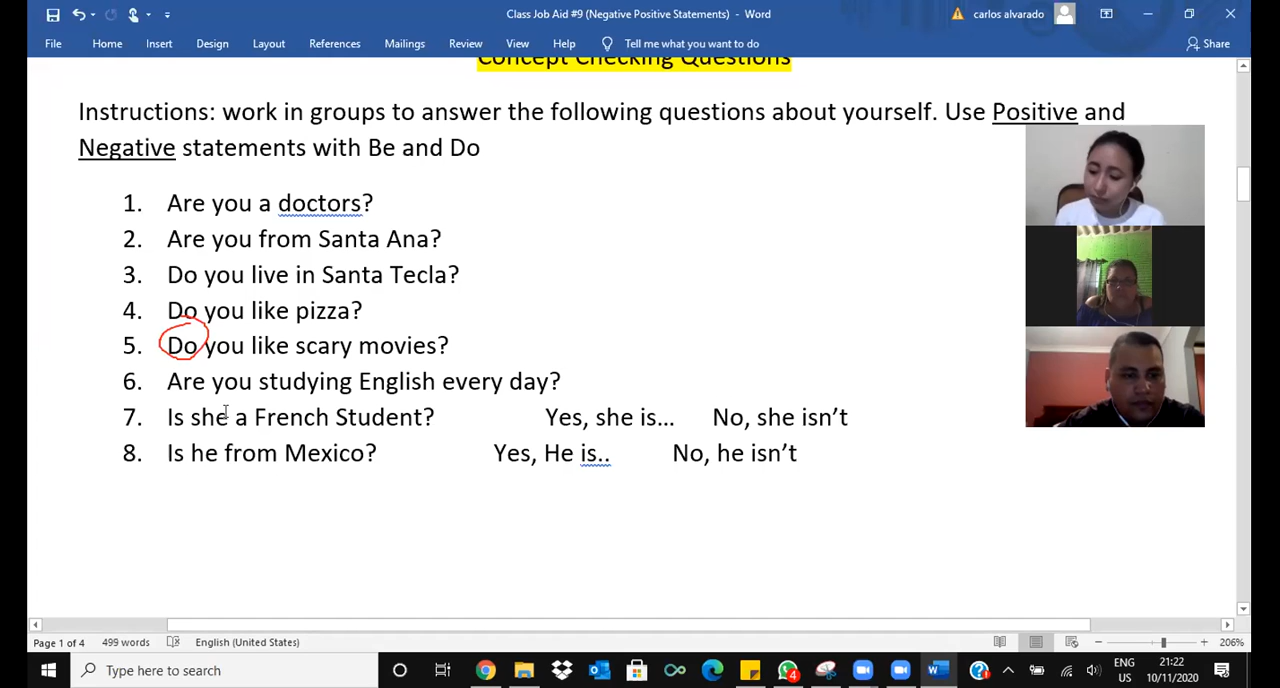 Class Job Aid #9 (Negative Positive Statements) - Word
carlos alvarado
File Home Insert Design Layout References Mailings Review View Help Tell me what you want to do Share
Concept Checking Questions
Instructions: work in groups to answer the following questions about yourself. Use Positive and
Negative statements with Be and Do
1. Are you a doctors?
2. Are you from Santa Ana?
3. Do you live in Santa Tecla?
4. Do you like pizza?
5. Do you like scary movies?
6. Are you studying English every day?
7. Is she a French Student? Yes, she is... No, she isn't
8. Is he from Mexico? Yes, He is.. No, he isn't
Page 1 of 4 499 words English (United States) 206%
Type here to search
4
ENG 21:22
US 10/11/2020